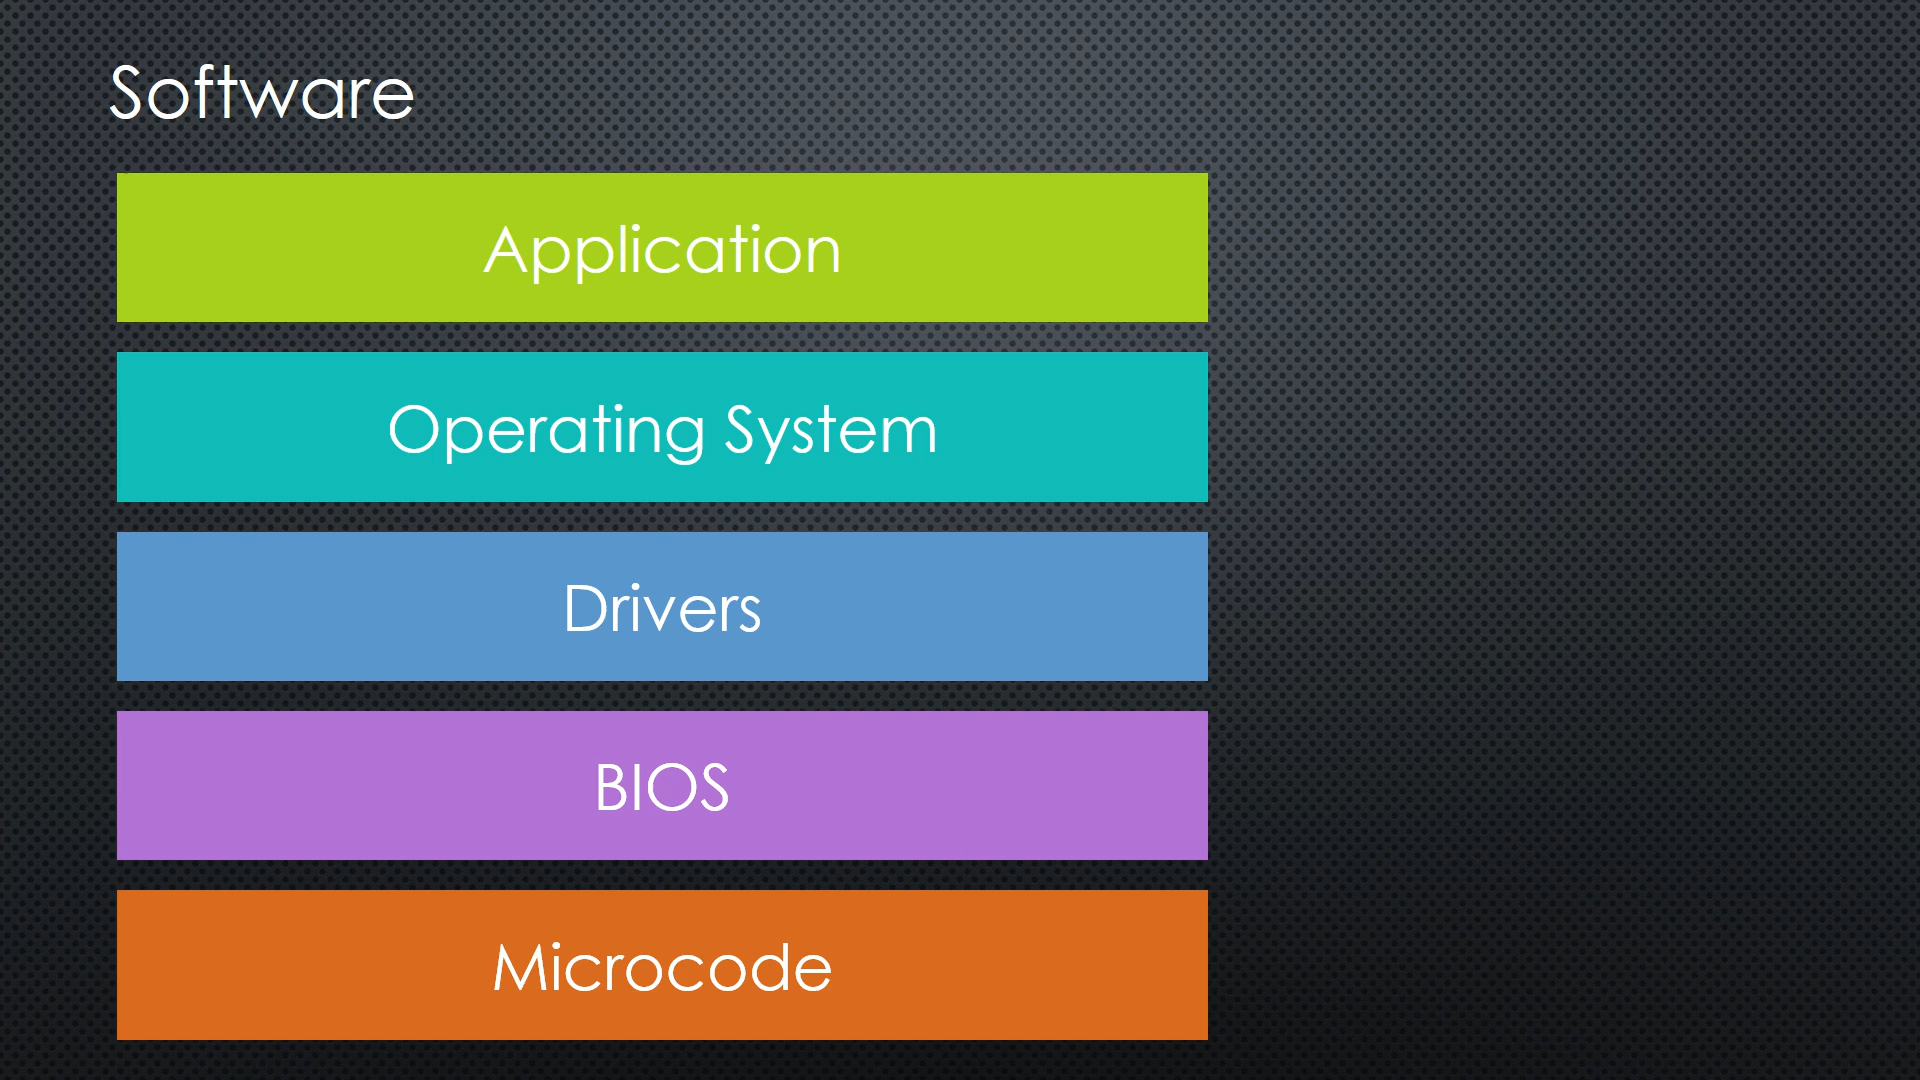 Software
Application
Operating System
Drivers
BIOS
Microcode